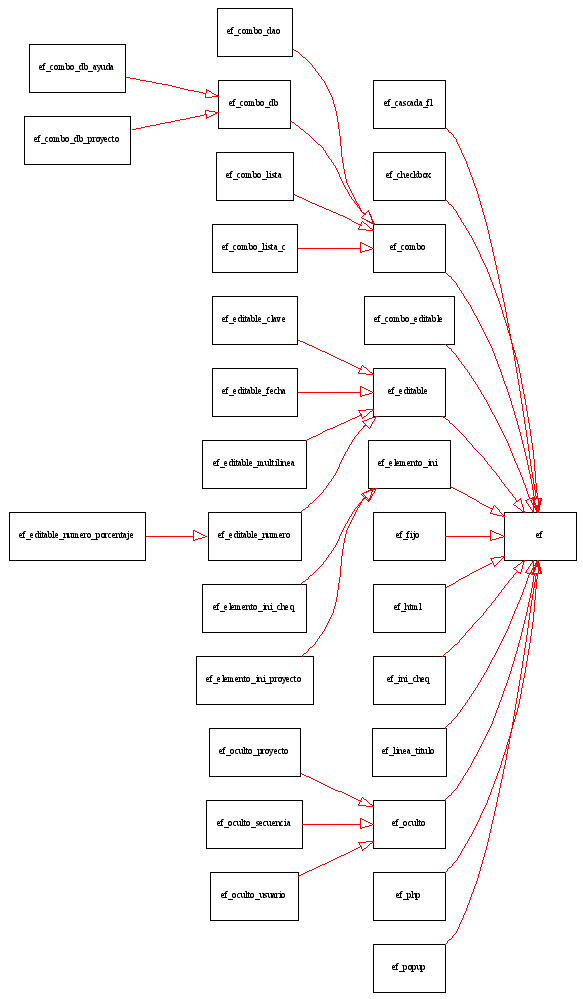 ef_combo_dao
ef_combo_db_ayuda
ef_combo_db
ef_cascada_fl
ef_combo_db_proyecto
ef_combo_lista
ef_checkbox
ef_combo_lista_c
ef_combo
ef_editable_clave
ef_combo_editable
ef_editable_fecha
ef_editable
ef_editable_multilinea
ef_elemento_ini
ef_editable_numero_porcentaje
ef_editable_numero
ef_fijo
ef
ef_elemento_ini_cheq
ef_html
ef_elemento_ini_proyecto
ef_ini_cheq
ef_oculto_proyecto
ef_linea_titulo
ef_oculto_secuencia
ef_oculto
ef_oculto_usuario
ef_php
ef_popup